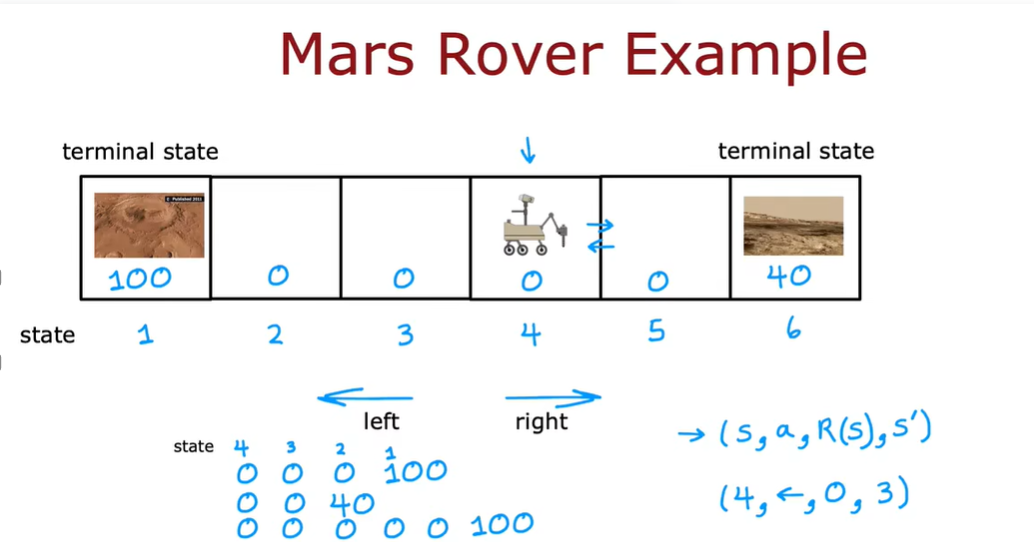 Mars Rover Example
terminal state ↓ terminal state
© Published 2011
100 0 0 0 0 40
state 1 2 3 4 5 6
← →
left right
→ (s, a, R(s), s')
state 4 3 2 1
0 0 0 100
(4, ←, 0, 3)
0 0 40
0 0 0 0 0 100